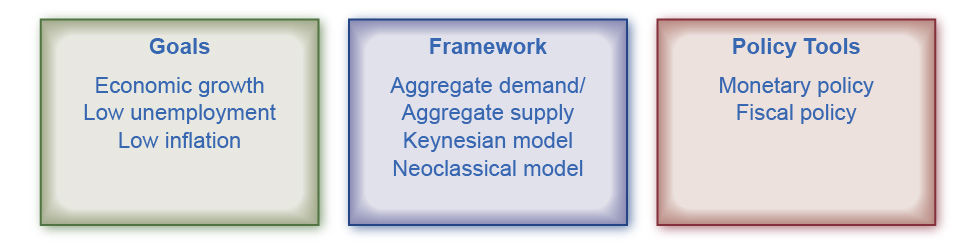 Goals
Economic growth
Low unemployment
Low inflation
Framework
Aggregate demand/
Aggregate supply
Keynesian model
Neoclassical model
Policy Tools
Monetary policy
Fiscal policy